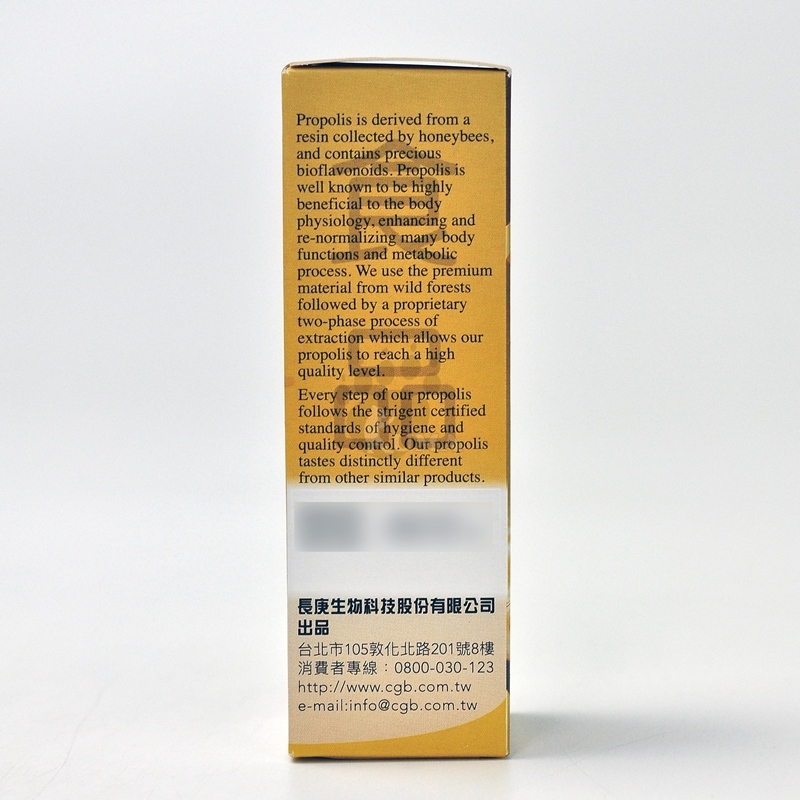 Propolis is derived from a
resin collected by honeybees,
and contains precious
bioflavonoids. Propolis is
well known to be highly
beneficial to the body
physiology, enhancing and
re-normalizing many body
functions and metabolic
process. We use the premium
material from wild forests
followed by a proprietary
two-phase process of
extraction which allows our
propolis to reach a high
quality level.
Every step of our propolis
follows the strigent certified
standards of hygiene and
quality control. Our propolis
tastes distinctly different
from other similar products.
長庚生物科技股份有限公司
出品
台北市105敦化北路201號8樓
消費者專線：0800-030-123
http://www.cgb.com.tw
e-mail:info@cgb.com.tw